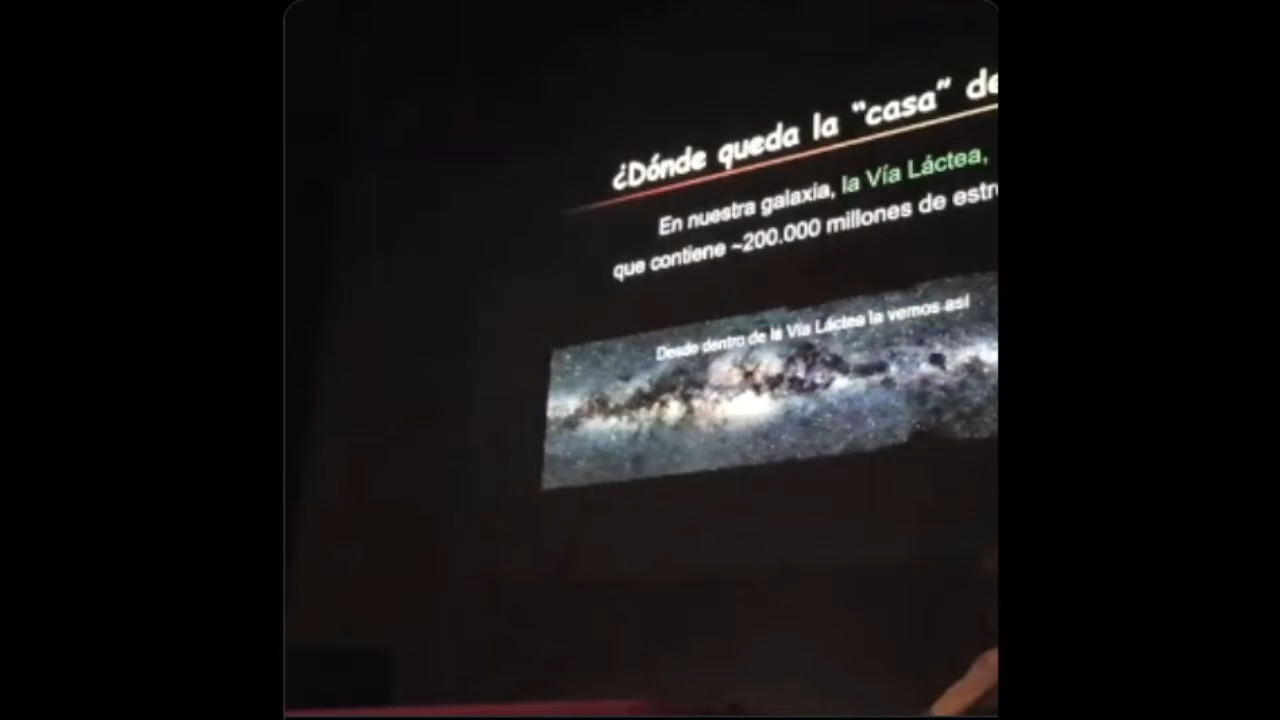 ¿Dónde queda la “casa” de
En nuestra galaxia, la Vía Láctea,
que contiene ~200.000 millones de estre
Desde dentro de la Vía Láctea la vemos así